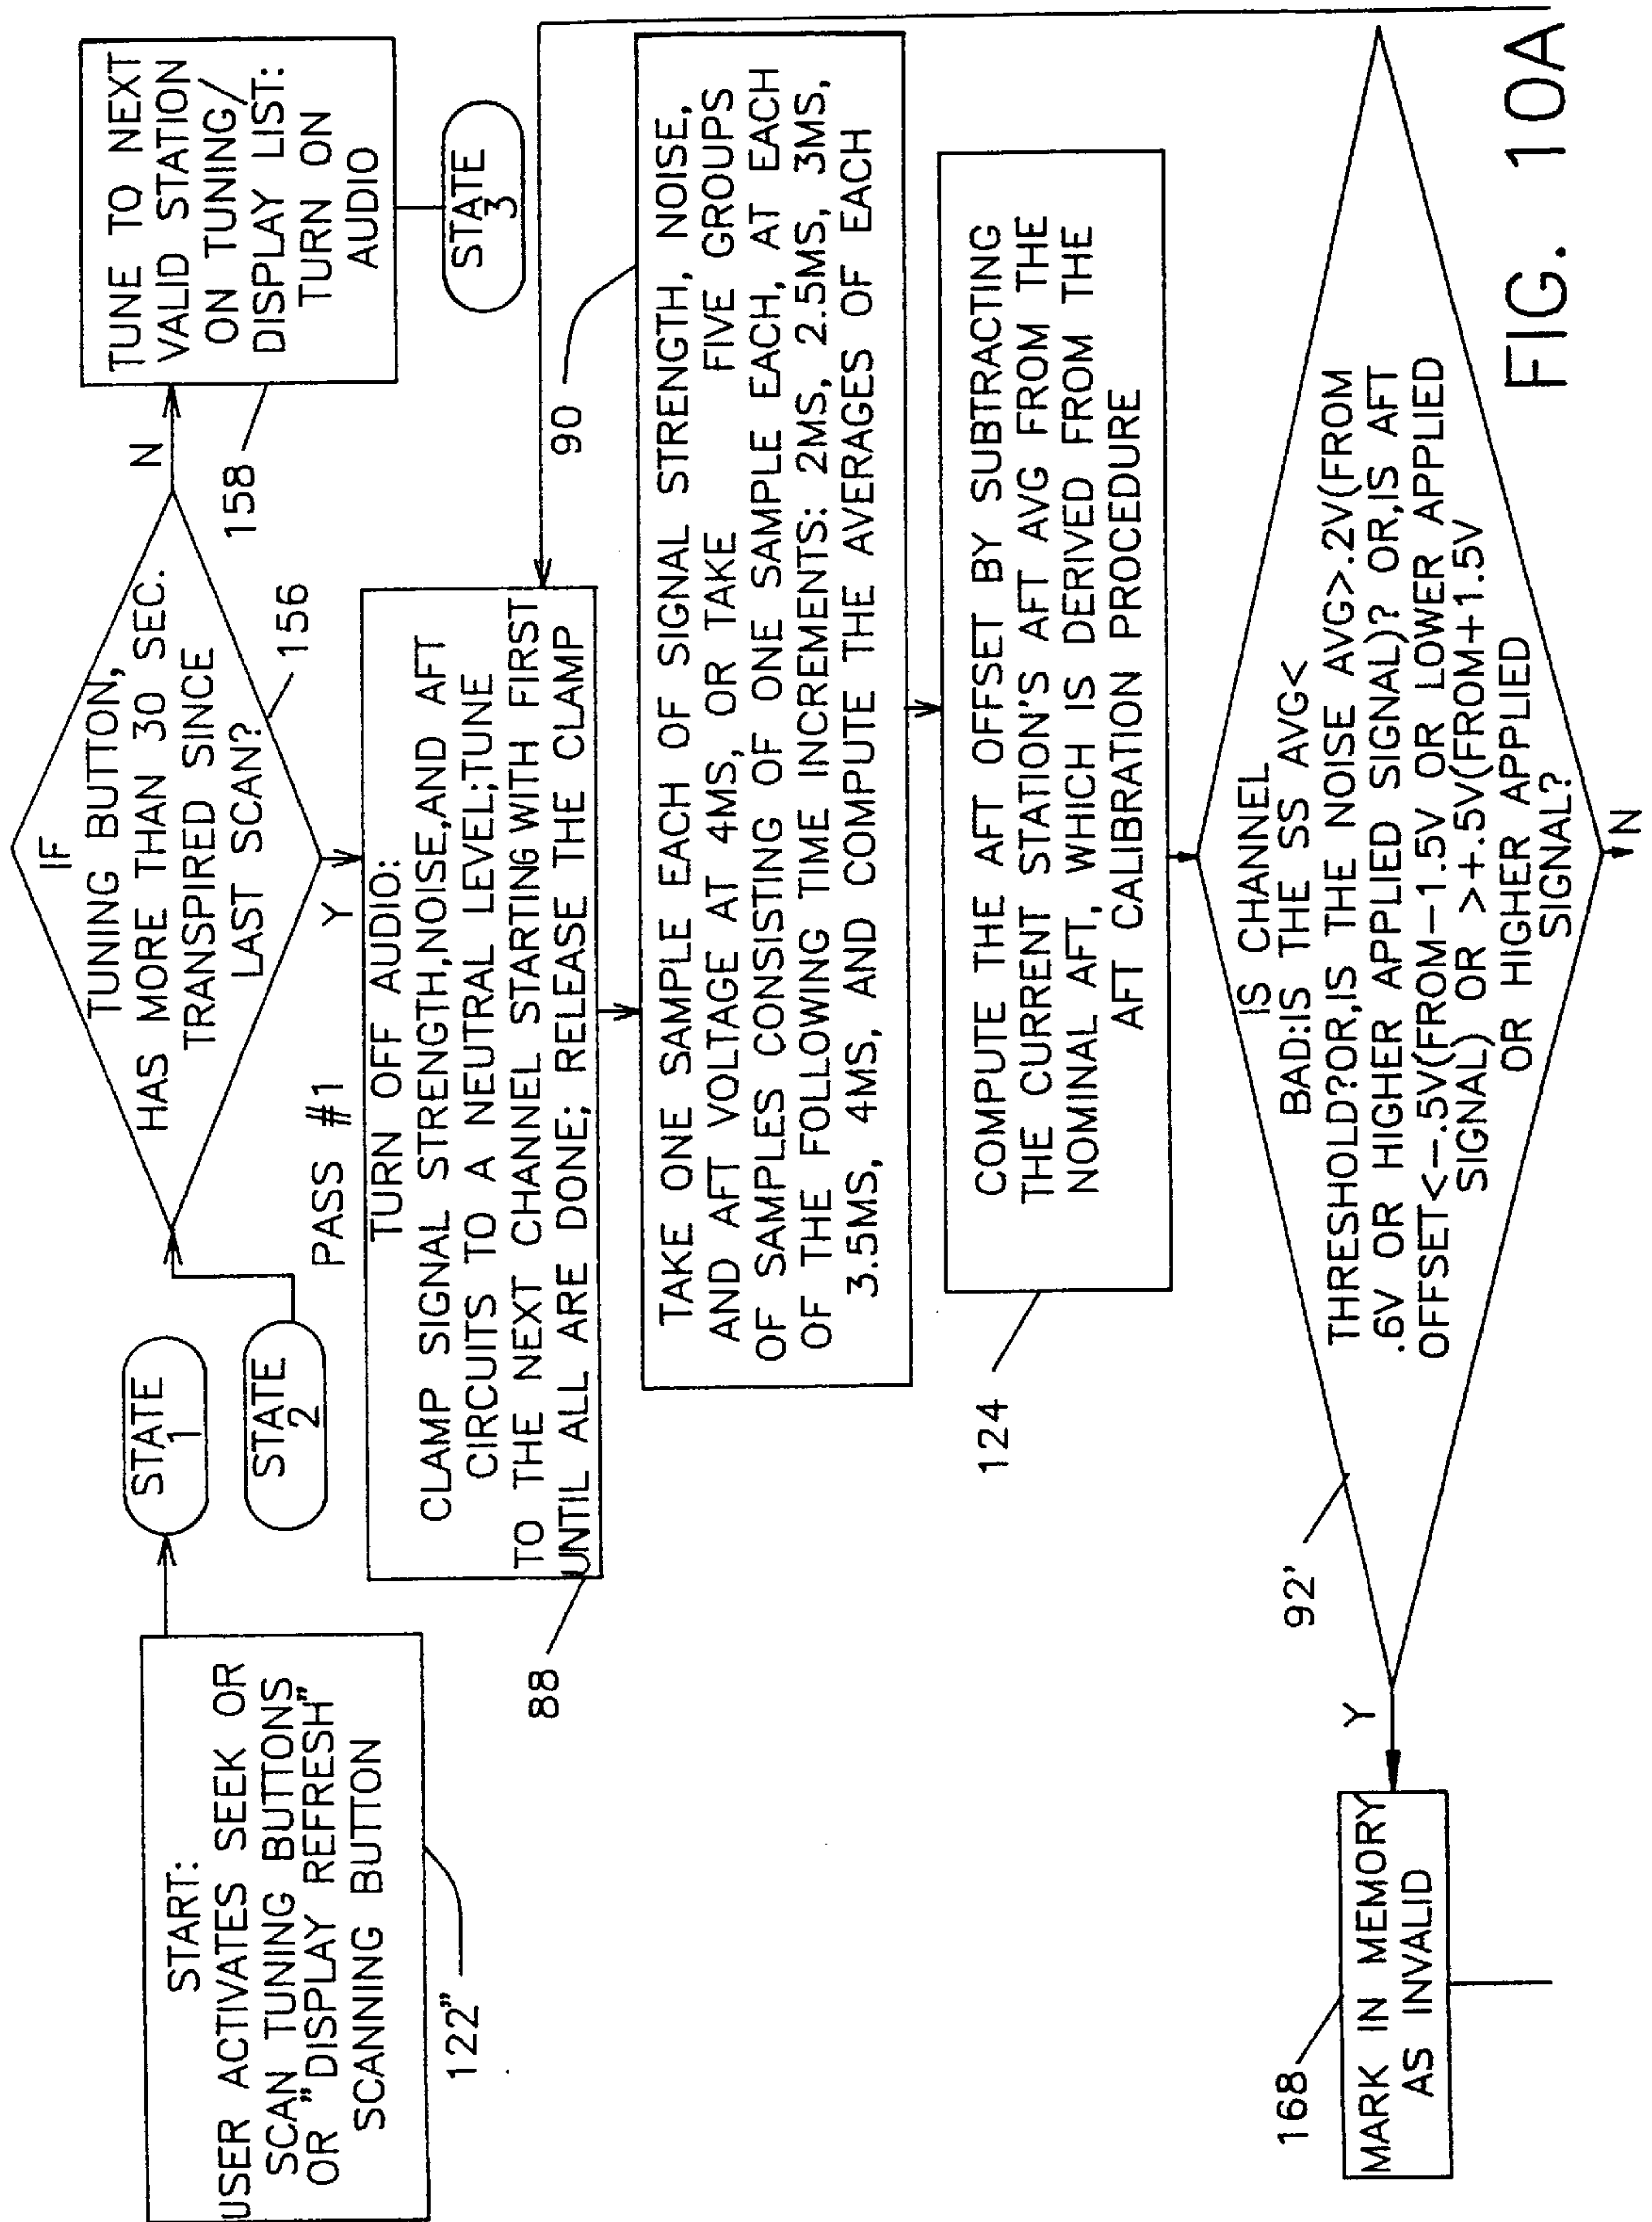 START:
USER ACTIVATES SEEK OR
SCAN TUNING BUTTONS
OR "DISPLAY REFRESH"
SCANNING BUTTON
122"
STATE
1
STATE
2
IF
TUNING BUTTON,
HAS MORE THAN 30 SEC.
TRANSPIRED SINCE
LAST SCAN?
156
N
Y
158
TUNE TO NEXT
VALID STATION
ON TUNING/
DISPLAY LIST:
TURN ON
AUDIO
STATE
3
PASS #1
TURN OFF AUDIO:
CLAMP SIGNAL STRENGTH,NOISE,AND AFT
CIRCUITS TO A NEUTRAL LEVEL;TUNE
TO THE NEXT CHANNEL STARTING WITH FIRST
UNTIL ALL ARE DONE; RELEASE THE CLAMP
88
90
TAKE ONE SAMPLE EACH OF SIGNAL STRENGTH, NOISE,
AND AFT VOLTAGE AT 4MS, OR TAKE FIVE GROUPS
OF SAMPLES CONSISTING OF ONE SAMPLE EACH, AT EACH
OF THE FOLLOWING TIME INCREMENTS: 2MS, 2.5MS, 3MS,
3.5MS, 4MS, AND COMPUTE THE AVERAGES OF EACH
COMPUTE THE AFT OFFSET BY SUBTRACTING
THE CURRENT STATION'S AFT AVG FROM THE
NOMINAL AFT, WHICH IS DERIVED FROM THE
AFT CALIBRATION PROCEDURE
124
IS CHANNEL
BAD:IS THE SS AVG<
THRESHOLD?OR,IS THE NOISE AVG>.2V(FROM
.6V OR HIGHER APPLIED SIGNAL)? OR,IS AFT
OFFSET<-.5V(FROM-1.5V OR LOWER APPLIED
SIGNAL) OR >+.5V(FROM+1.5V
OR HIGHER APPLIED
SIGNAL?
92'
Y
N
168
MARK IN MEMORY
AS INVALID
FIG. 10A